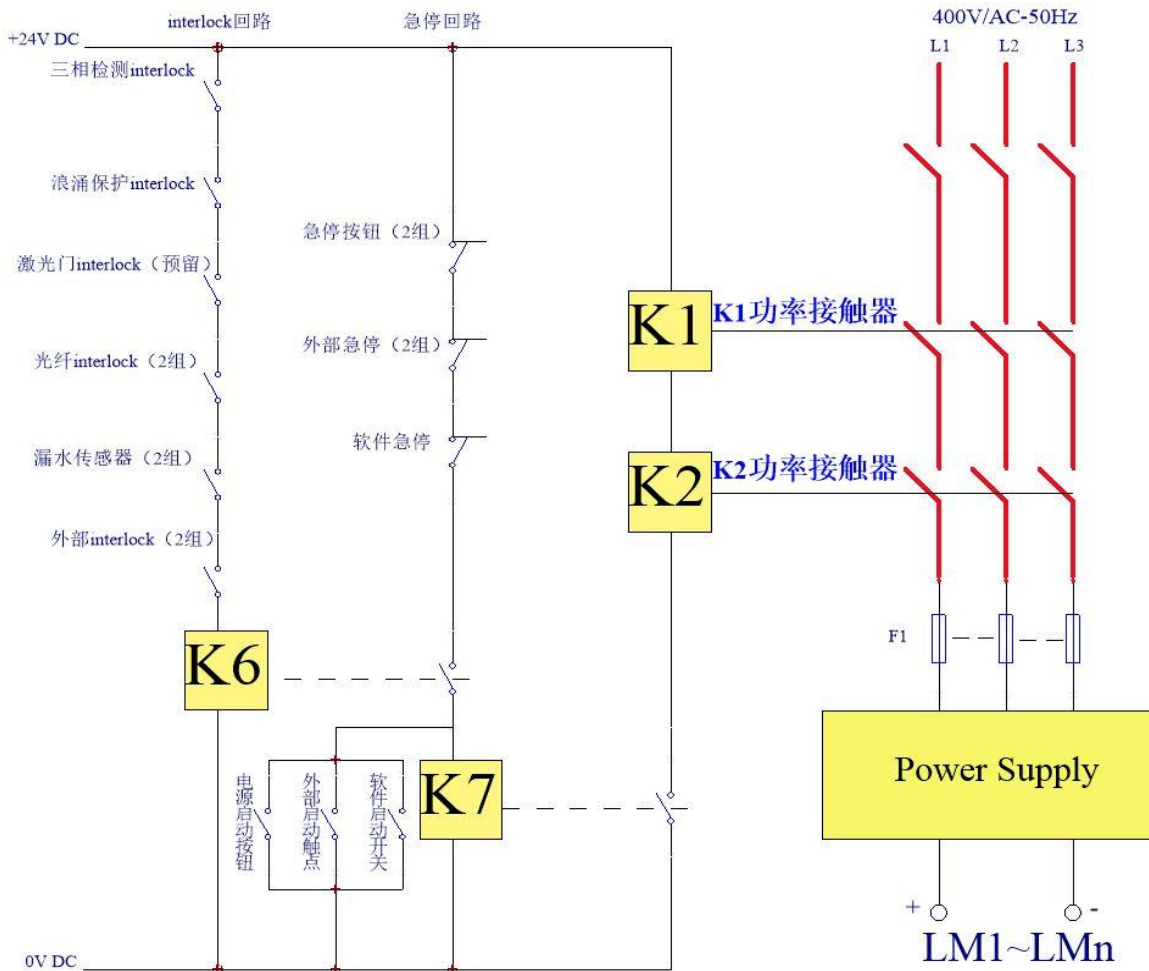 interlock回路
急停回路
400V/AC-50Hz
+24V DC
L1
L2
L3
三相检测interlock
浪涌保护interlock
急停按钮（2组）
激光门interlock（预留）
K1
K1功率接触器
外部急停（2组）
光纤interlock（2组）
软件急停
漏水传感器（2组）
K2
K2功率接触器
外部interlock（2组）
F1
K6
Power Supply
电源启动按钮
外部启动触点
软件启动开关
K7
+
-
LM1~LMn
0V DC